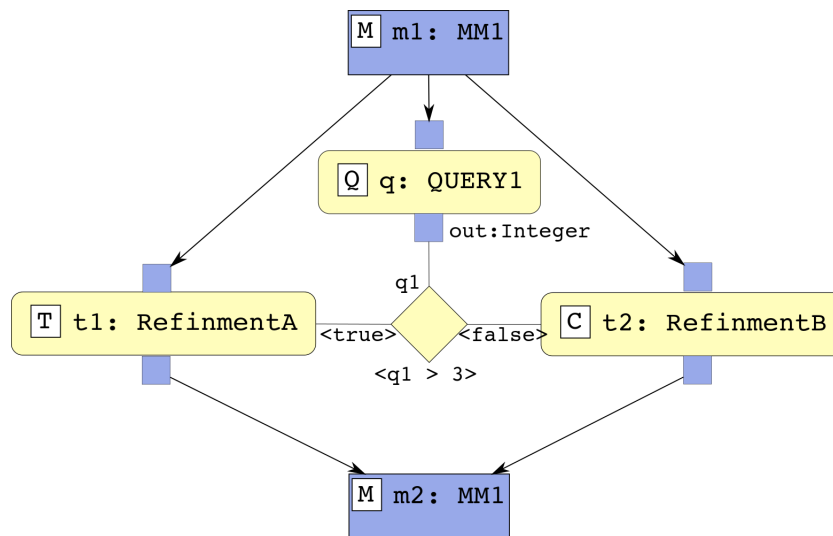 M m1: MM1
Q q: QUERY1
out:Integer
q1
T t1: RefinmentA
<true>
<false>
C t2: RefinmentB
<q1 > 3>
M m2: MM1